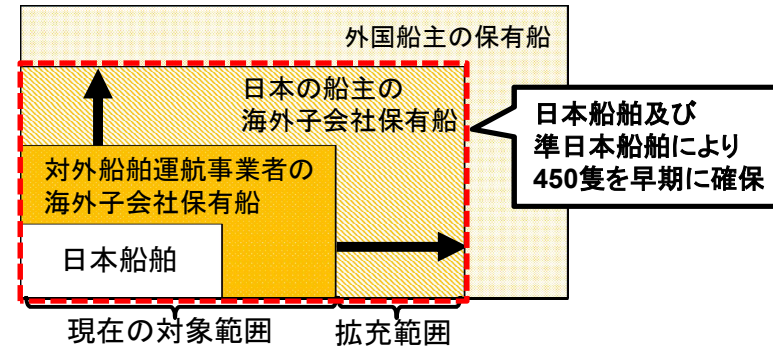 外国船主の保有船
日本の船主の
海外子会社保有船
日本船舶及び
準日本船舶により
450隻を早期に確保
対外船舶運航事業者の
海外子会社保有船
日本船舶
現在の対象範囲
拡充範囲